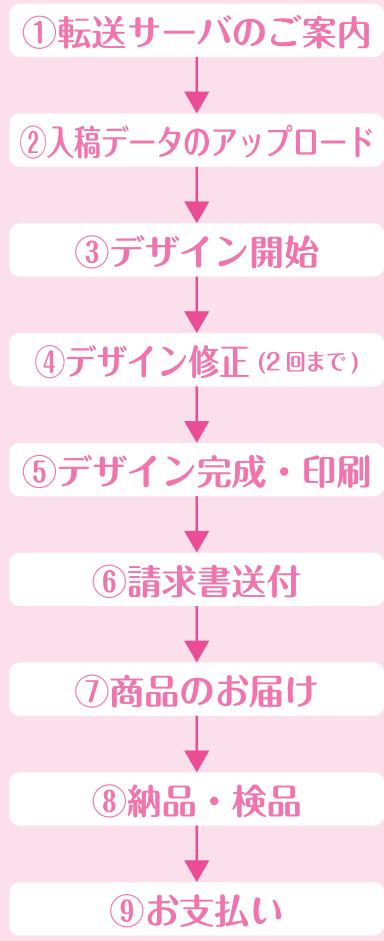 ①転送サーバのご案内
②入稿データのアップロード
③デザイン開始
④デザイン修正 (2回まで)
⑤デザイン完成・印刷
⑥請求書送付
⑦商品のお届け
⑧納品・検品
⑨お支払い